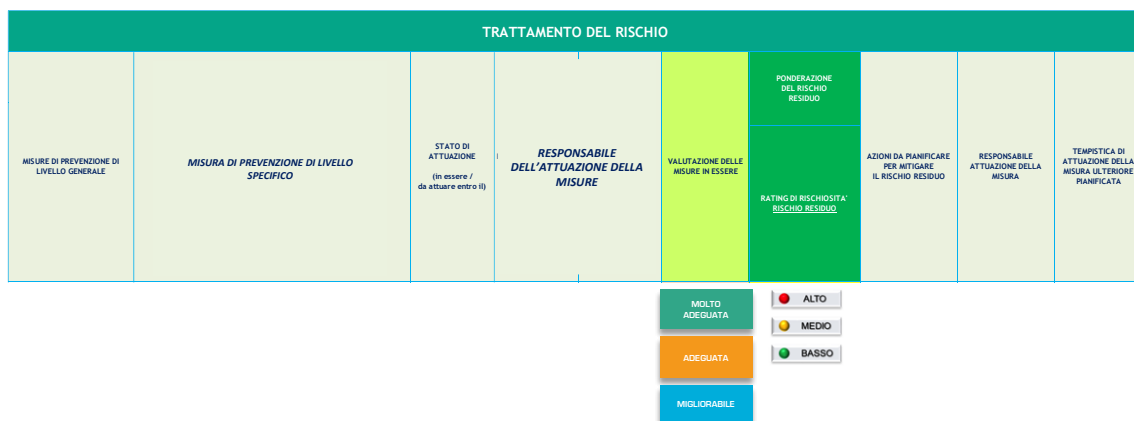 TRATTAMENTO DEL RISCHIO
MISURE DI PREVENZIONE DI
LIVELLO GENERALE
MISURA DI PREVENZIONE DI LIVELLO
SPECIFICO
STATO DI
ATTUAZIONE
(in essere /
da attuare entro il)
RESPONSABILE
DELL'ATTUAZIONE DELLA
MISURE
VALUTAZIONE DELLE
MISURE IN ESSERE
PONDERAZIONE
DEL RISCHIO
RESIDUO
RATING DI RISCHIOSITA'
RISCHIO RESIDUO
AZIONI DA PIANIFICARE
PER MITIGARE
IL RISCHIO RESIDUO
RESPONSABILE
ATTUAZIONE DELLA
MISURA
TEMPISTICA DI
ATTUAZIONE DELLA
MISURA ULTERIORE
PIANIFICATA
MOLTO
ADEGUATA
ADEGUATA
MIGLIORABILE
ALTO
MEDIO
BASSO